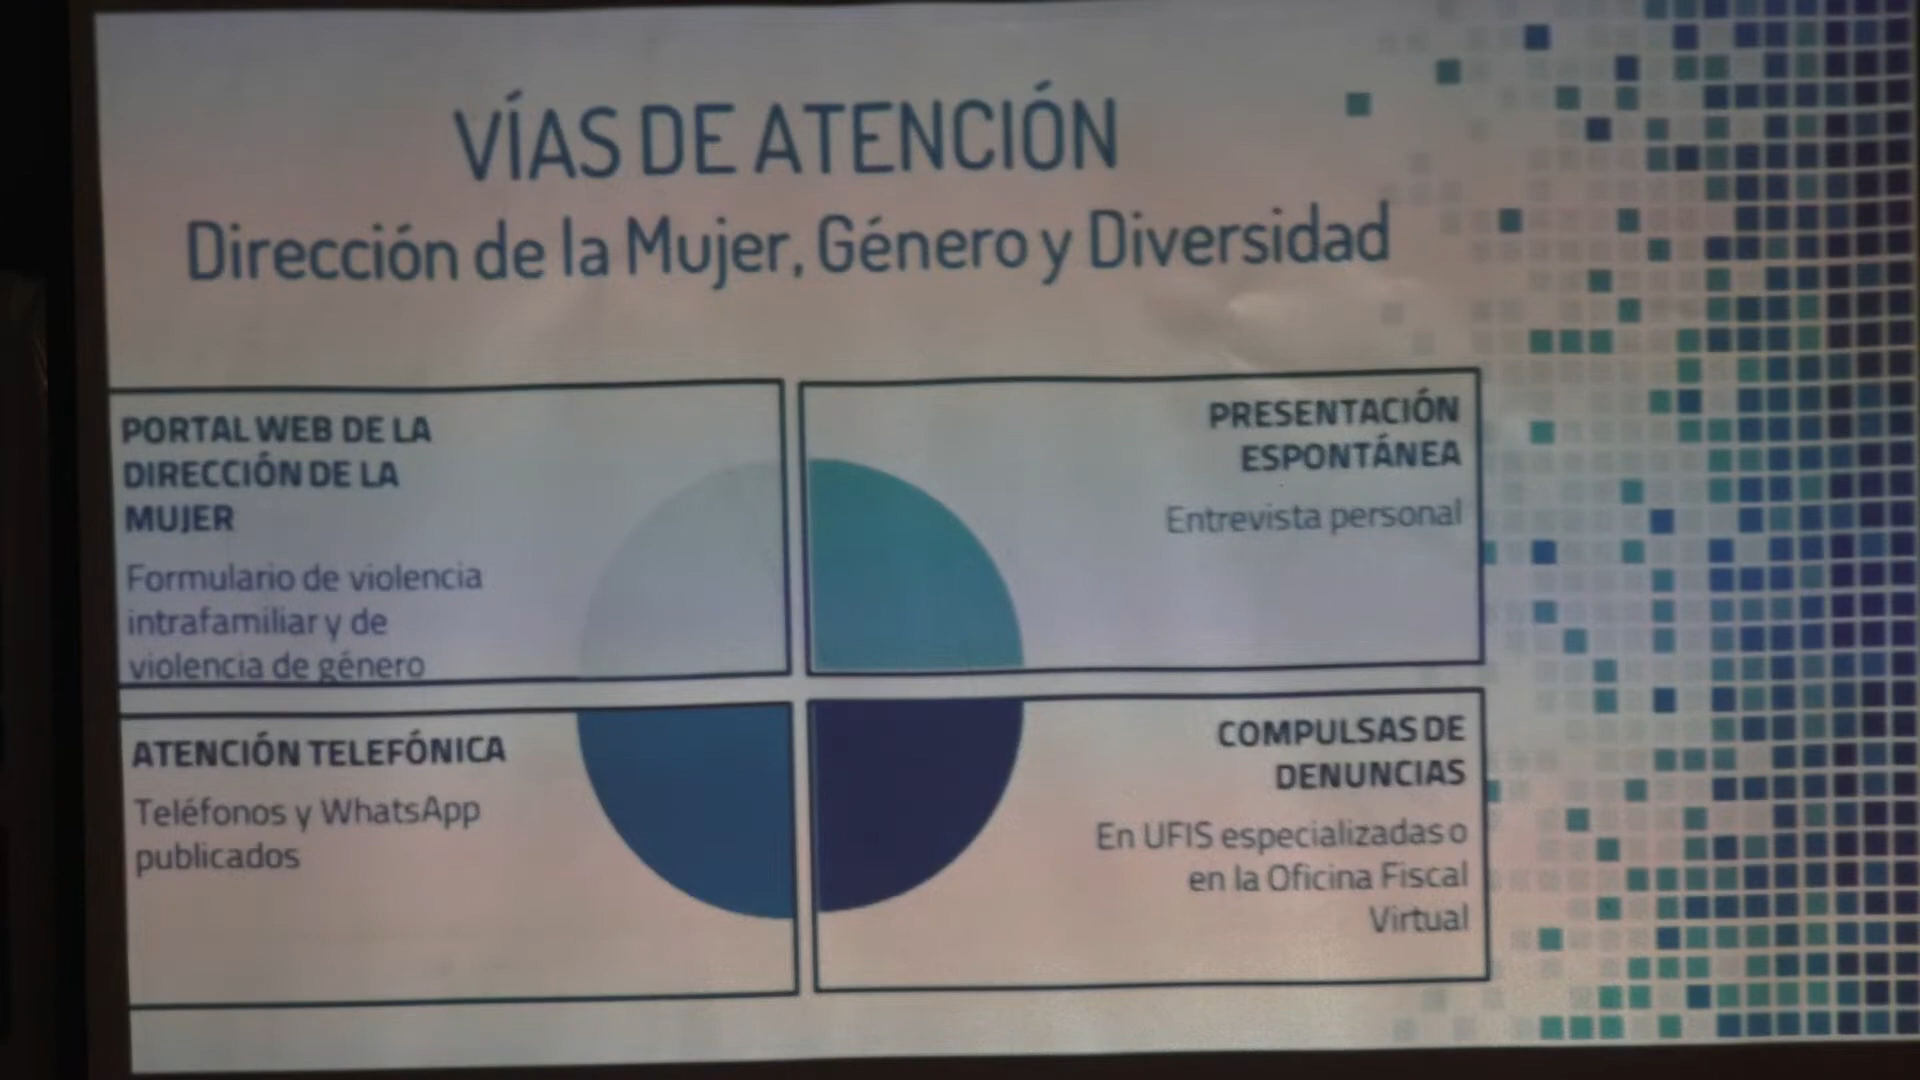 VÍAS DE ATENCIÓN
Dirección de la Mujer, Género y Diversidad
PORTAL WEB DE LA
DIRECCIÓN DE LA
MUJER
Formulario de violencia
intrafamiliar y de
violencia de género
PRESENTACIÓN
ESPONTÁNEA
Entrevista personal
ATENCIÓN TELEFÓNICA
Teléfonos y WhatsApp
publicados
COMPULSAS DE
DENUNCIAS
En UFIS especializadas o
en la Oficina Fiscal
Virtual